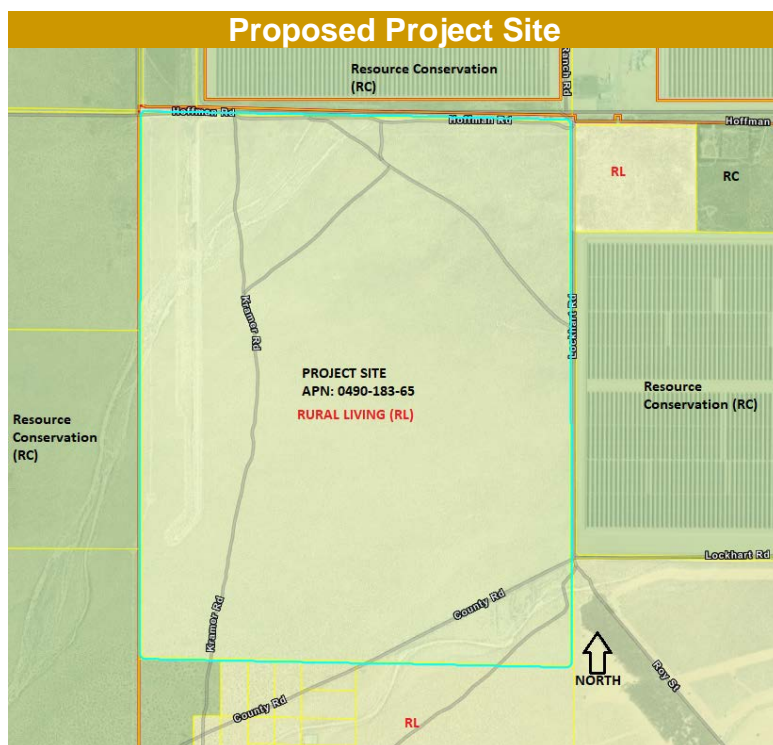 Proposed Project Site
Resource Conservation
(RC)
Ranch Rd
Hoffman Rd
Hoffman Rd
Hoffman
RL
RC
Lockhart Rd
Kramer Rd
PROJECT SITE
APN: 0490-183-65
RURAL LIVING (RL)
Resource
Conservation (RC)
Resource
Conservation
(RC)
Lockhart Rd
County Rd
Kramer Rd
NORTH
Roy St
County Rd
RL